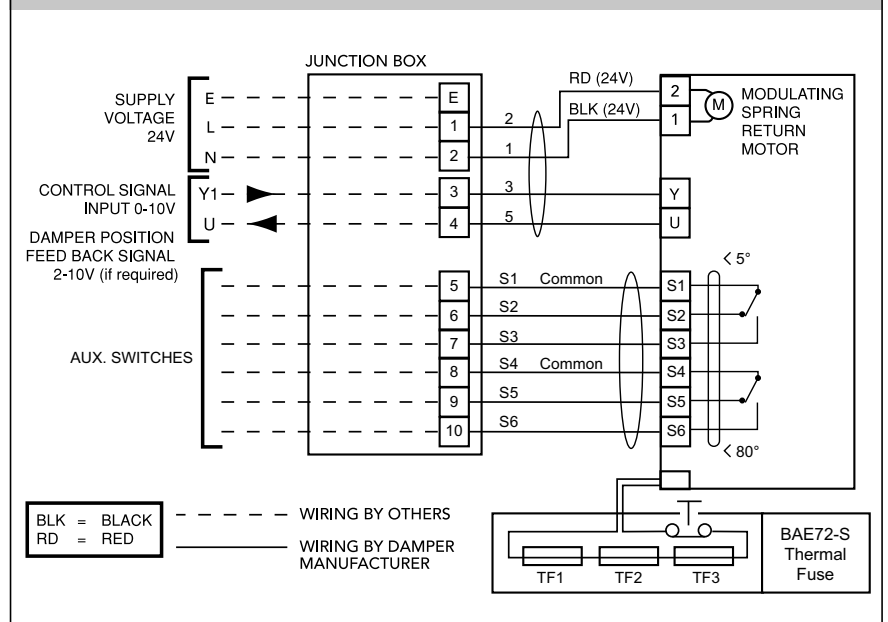 JUNCTION BOX
SUPPLY
VOLTAGE
24V
E
L
N
E
1
2
2
1
RD (24V)
BLK (24V)
2
1
M
MODULATING
SPRING
RETURN
MOTOR
CONTROL SIGNAL
INPUT 0-10V
Y1
U
3
4
3
5
Y
U
DAMPER POSITION
FEED BACK SIGNAL
2-10V (if required)
AUX. SWITCHES
5
6
7
8
9
10
S1 Common
S2
S3
S4 Common
S5
S6
S1
S2
S3
S4
S5
S6
< 5°
< 80°
BLK = BLACK
RD = RED
WIRING BY OTHERS
WIRING BY DAMPER
MANUFACTURER
TF1
TF2
TF3
BAE72-S
Thermal
Fuse